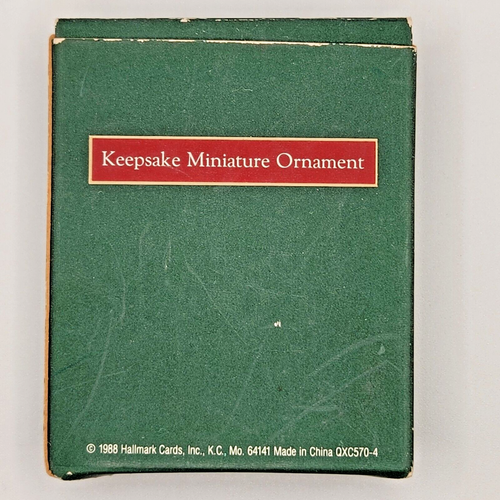 Keepsake Miniature Ornament
© 1988 Hallmark Cards, Inc., K.C., Mo. 64141 Made in China QXC570-4